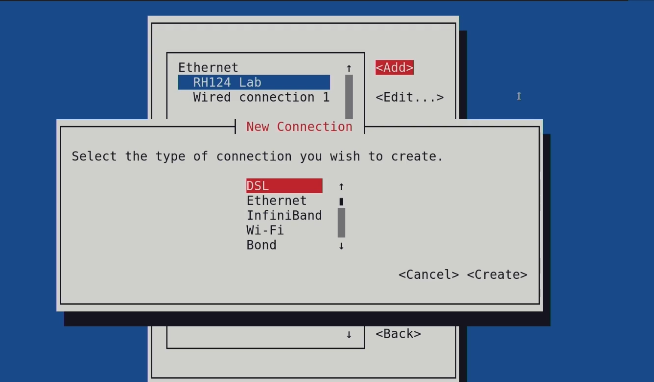 Ethernet ↑ <Add>
RH124 Lab
Wired connection 1 <Edit...>
New Connection
Select the type of connection you wish to create.
DSL ↑
Ethernet
InfiniBand
Wi-Fi
Bond ↓
<Cancel> <Create>
↓ <Back>